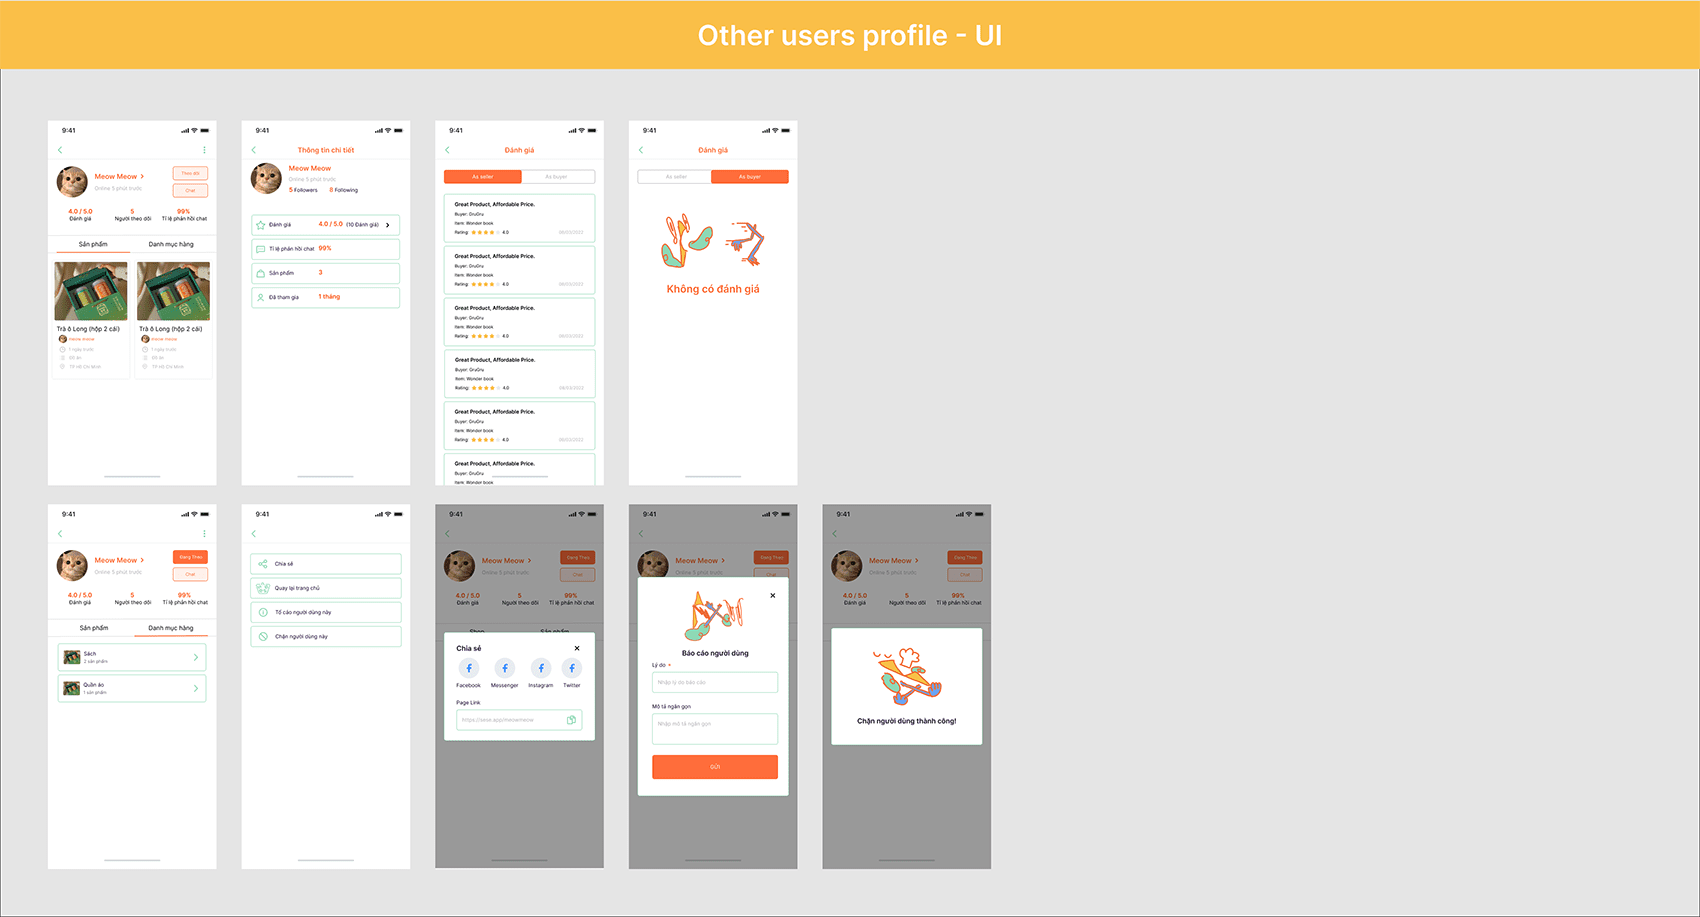 Other users profile - UI
9:41
Meow Meow
Online 5 phút trước
Theo dõi
Chat
4.0 / 5.0
Đánh giá
5
Người theo dõi
99%
Tỉ lệ phản hồi chat
Sản phẩm
Danh mục hàng
Trà ô Long (hộp 2 cái)
meow meow
1 ngày trước
Đồ ăn
TP Hồ Chí Minh
Trà ô Long (hộp 2 cái)
meow meow
1 ngày trước
Đồ ăn
TP Hồ Chí Minh
9:41
Thông tin chi tiết
Meow Meow
Online 5 phút trước
5 Followers
8 Following
Đánh giá 4.0 / 5.0 (10 Đánh giá)
Tỉ lệ phản hồi chat 99%
Sản phẩm 3
Đã tham gia 1 tháng
9:41
Đánh giá
As seller
As buyer
Great Product, Affordable Price.
Buyer: GruGru
Item: Wonder book
Rating: 4.0 08/03/2022
Great Product, Affordable Price.
Buyer: GruGru
Item: Wonder book
Rating: 4.0 08/03/2022
Great Product, Affordable Price.
Buyer: GruGru
Item: Wonder book
Rating: 4.0 08/03/2022
Great Product, Affordable Price.
Buyer: GruGru
Item: Wonder book
Rating: 4.0 08/03/2022
Great Product, Affordable Price.
Buyer: GruGru
Item: Wonder book
Rating: 4.0 08/03/2022
Great Product, Affordable Price.
Buyer: GruGru
Item: Wonder book
9:41
Đánh giá
As seller
As buyer
Không có đánh giá
9:41
Meow Meow
Online 5 phút trước
Đang Theo
Chat
4.0 / 5.0
Đánh giá
5
Người theo dõi
99%
Tỉ lệ phản hồi chat
Sản phẩm
Danh mục hàng
Sách
2 sản phẩm
Quần áo
1 sản phẩm
9:41
Chia sẻ
Quay lại trang chủ
Tố cáo người dùng này
Chặn người dùng này
9:41
Meow Meow
Online 5 phút trước
Đang Theo
Chat
4.0 / 5.0
Đánh giá
5
Người theo dõi
99%
Tỉ lệ phản hồi chat
Shop
Sản phẩm
Chia sẻ
Facebook
Messenger
Instagram
Twitter
Page Link
https://sese.app/meowmeow
9:41
Meow Meow
Online 5 phút trước
Đang Theo
Chat
Báo cáo người dùng
Lý do *
Nhập lý do báo cáo
Mô tả ngắn gọn
Nhập mô tả ngắn gọn
GỬI
9:41
Meow Meow
Online 5 phút trước
Đang Theo
Chat
4.0 / 5.0
Đánh giá
5
Người theo dõi
99%
Tỉ lệ phản hồi chat
Chặn người dùng thành công!